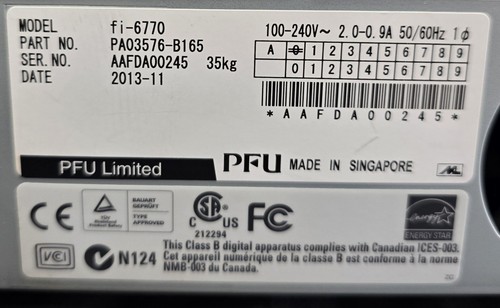 MODEL fi-6770 100-240V~ 2.0-0.9A 50/60Hz 1ϕ
PART NO. PA03576-B165
SER. NO. AAFDA00245 35kg
DATE 2013-11
A 0 1 2 3 4 5 6 7 8 9
0 1 2 3 4 5 6 7 8 9
*AAFDA00245*
PFU Limited PFU MADE IN SINGAPORE
CE TÜV BAUART GEPRÜFT TYPE APPROVED CSA C US FC
212294
ENERGY STAR
VCI N124
This Class B digital apparatus complies with Canadian ICES-003.
Cet appareil numérique de la classe B est conforme à la norme
NMB-003 du Canada.